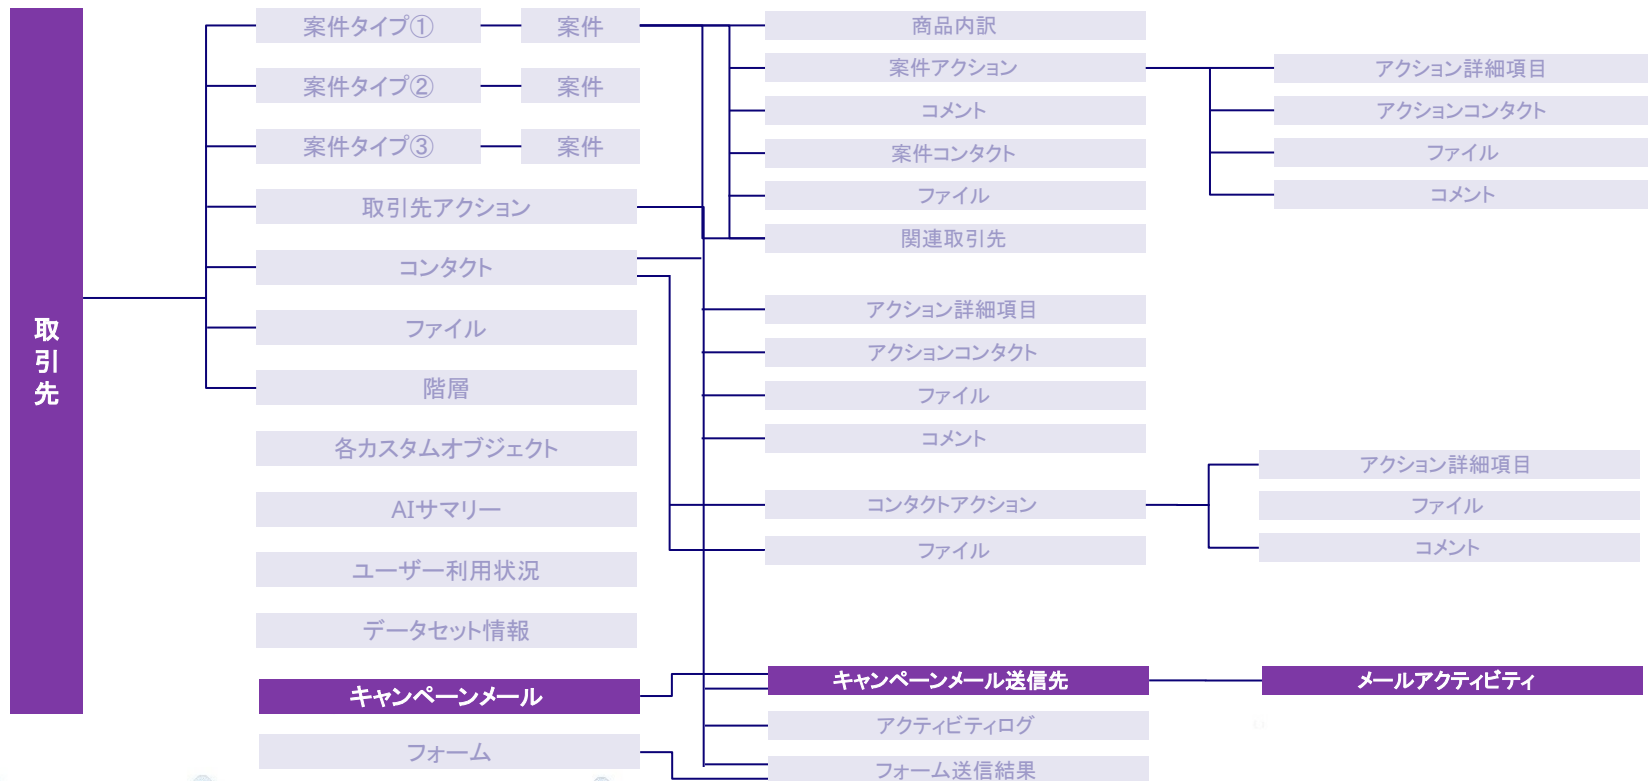 取引先
案件タイプ①
案件
案件タイプ②
案件
案件タイプ③
案件
取引先アクション
コンタクト
ファイル
階層
各カスタムオブジェクト
AIサマリー
ユーザー利用状況
データセット情報
キャンペーンメール
フォーム
商品内訳
案件アクション
コメント
案件コンタクト
ファイル
関連取引先
アクション詳細項目
アクションコンタクト
ファイル
コメント
コンタクトアクション
ファイル
キャンペーンメール送信先
アクティビティログ
フォーム送信結果
アクション詳細項目
アクションコンタクト
ファイル
コメント
アクション詳細項目
ファイル
コメント
メールアクティビティ